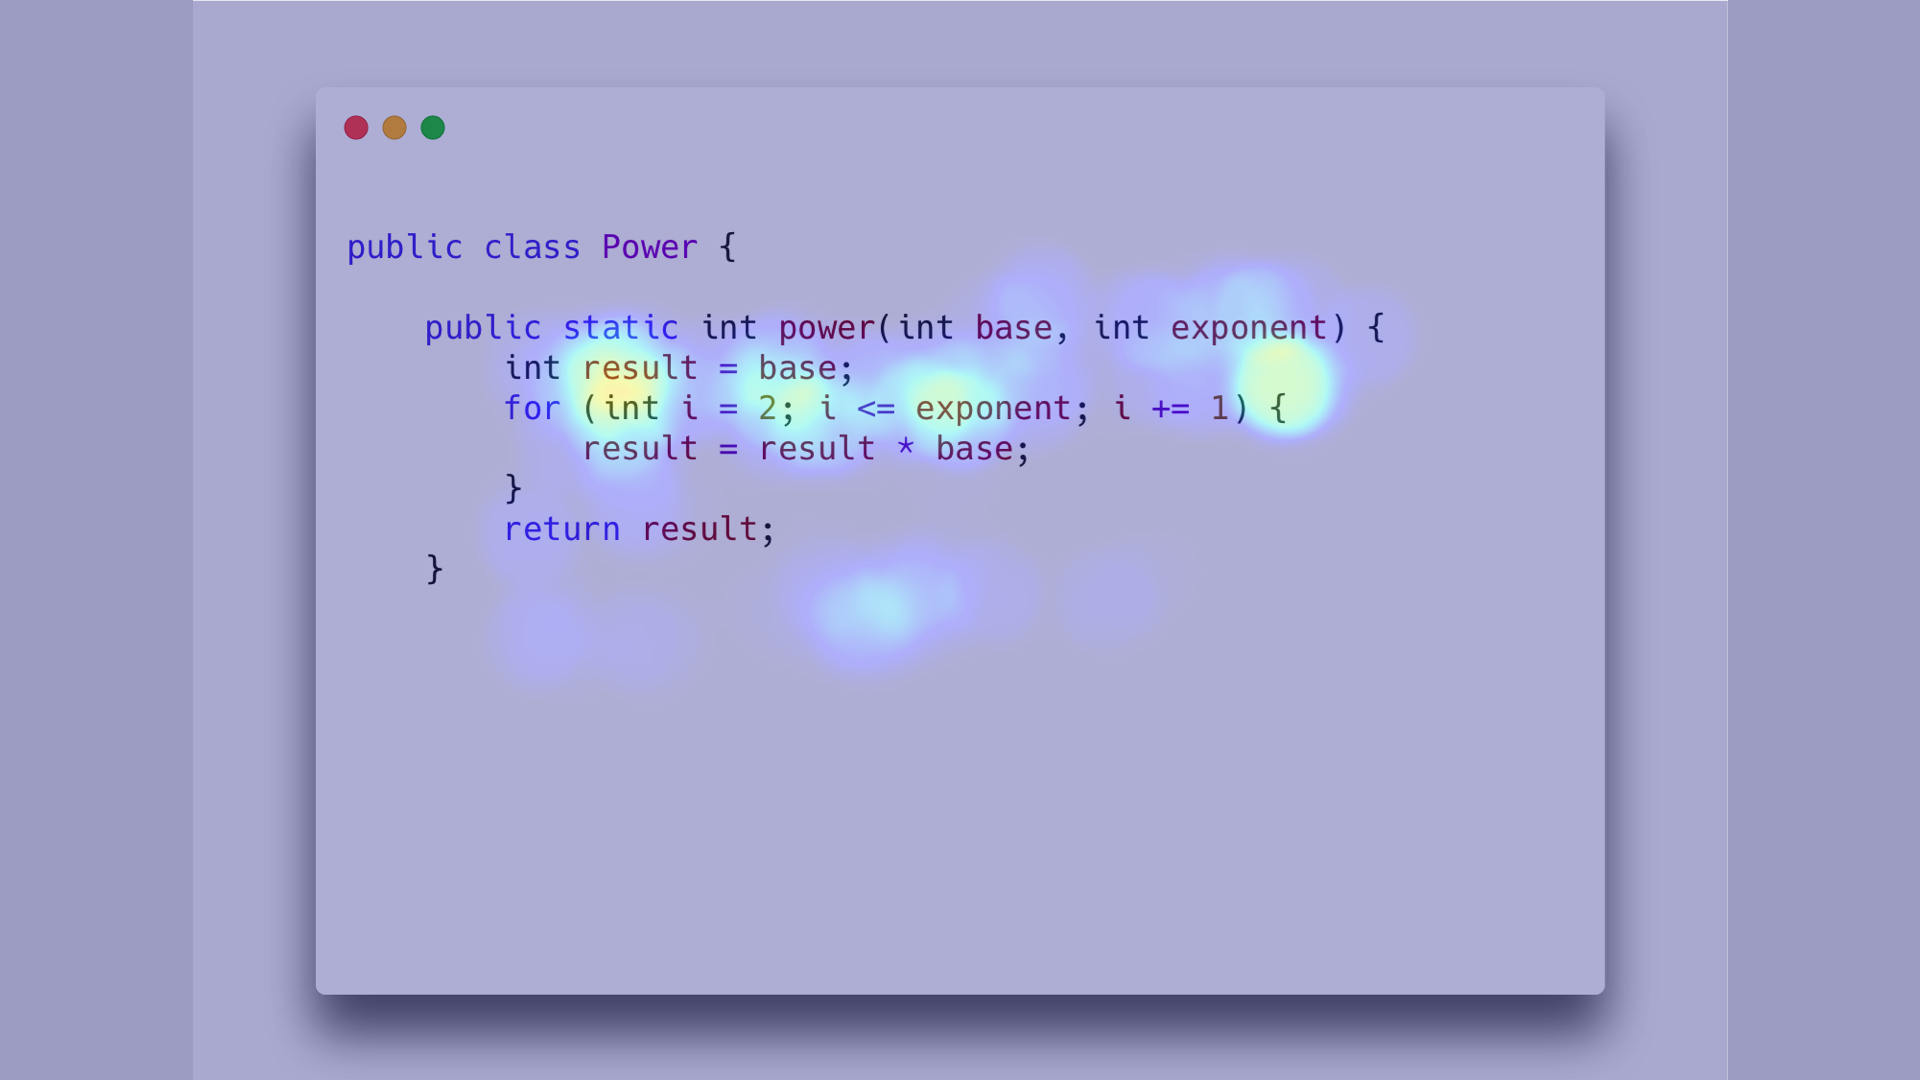 public class Power {
    public static int power(int base, int exponent) {
        int result = base;
        for (int i = 2; i <= exponent; i += 1) {
            result = result * base;
        }
        return result;
    }